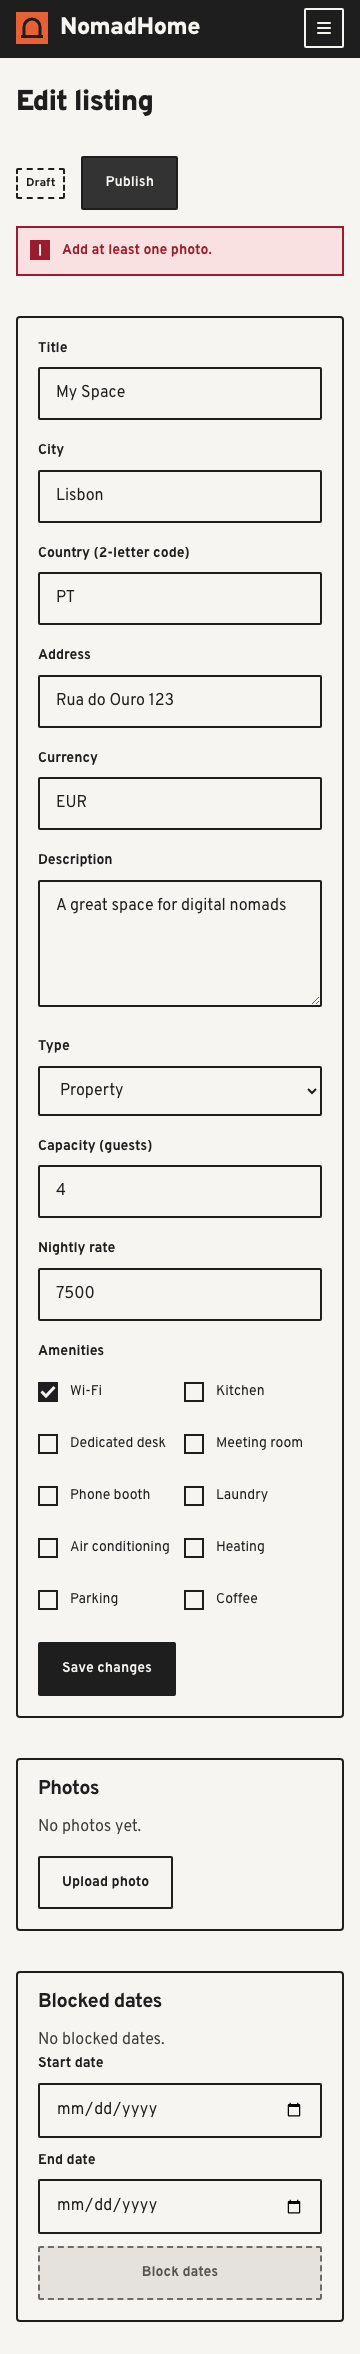 NomadHome
Edit listing
Draft
Publish
Add at least one photo.
Title
My Space
City
Lisbon
Country (2-letter code)
PT
Address
Rua do Ouro 123
Currency
EUR
Description
A great space for digital nomads
Type
Property
Capacity (guests)
4
Nightly rate
7500
Amenities
Wi-Fi
Kitchen
Dedicated desk
Meeting room
Phone booth
Laundry
Air conditioning
Heating
Parking
Coffee
Save changes
Photos
No photos yet.
Upload photo
Blocked dates
No blocked dates.
Start date
mm/dd/yyyy
End date
mm/dd/yyyy
Block dates